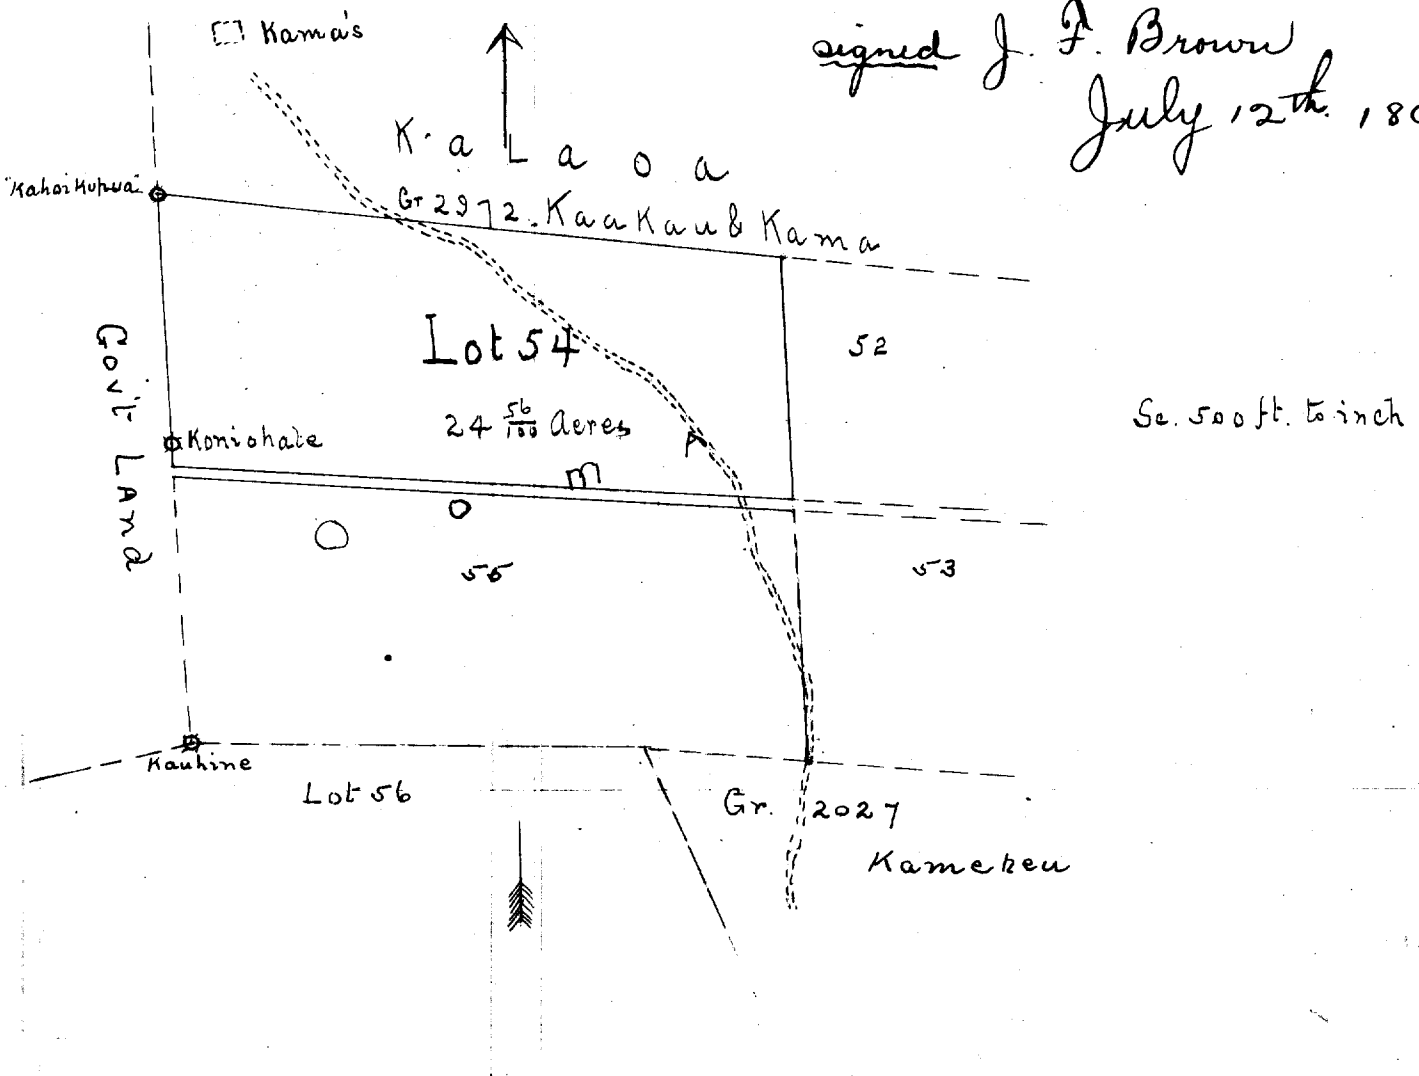 Kama's
signed J. F. Brown
July 12th. 18
KaLaoa
"Kahoikupua"
Gr 2972. Kaakau & Kama
Lot 54
52
Gov't Land
24 56/100 Acres
Sc. 500 ft. to inch
Koniohale
A
m
o
O
55
53
Kauhine
Lot 56
Gr. 2027
Kamekeu